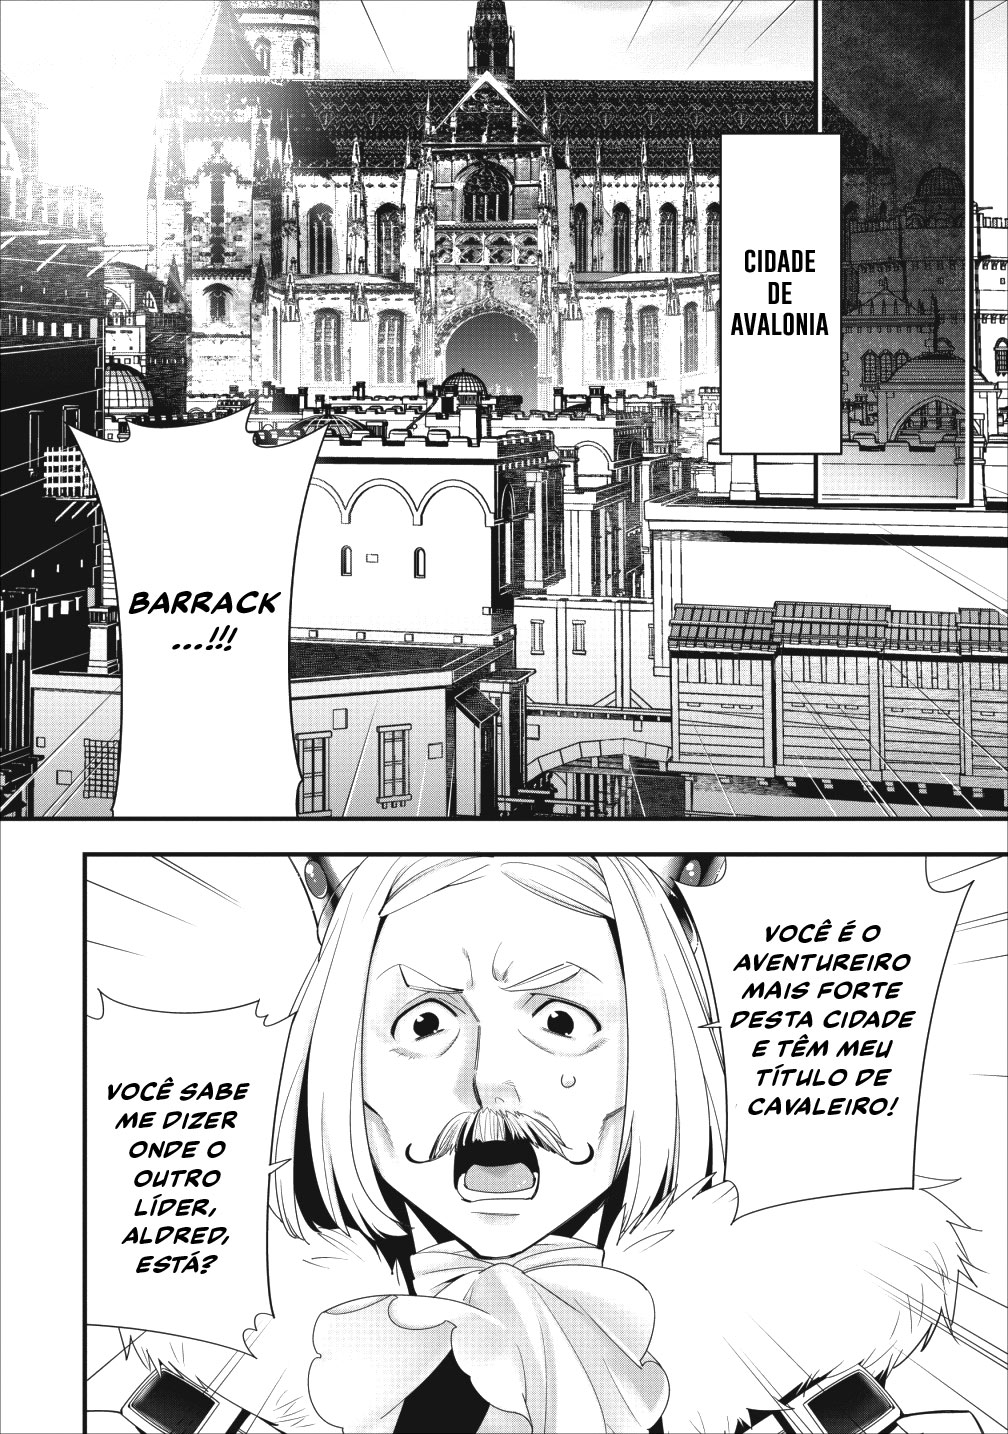 CIDADE
DE
AVALONIA
BARRACK
...!!!
VOCÊ É O
AVENTUREIRO
MAIS FORTE
DESTA CIDADE
E TÊM MEU
TÍTULO DE
CAVALEIRO!
VOCÊ SABE
ME DIZER
ONDE O
OUTRO
LÍDER,
ALDRED,
ESTÁ?